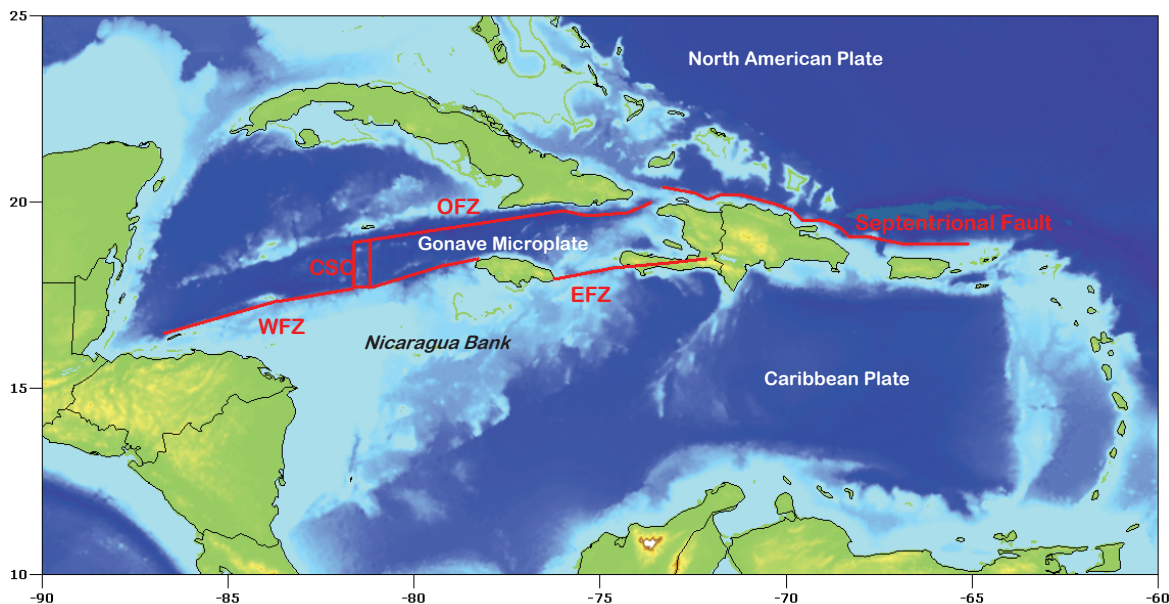 25
North American Plate
20
OFZ
Septentrional Fault
Gonave Microplate
CSC
EFZ
WFZ
Nicaragua Bank
15
Caribbean Plate
10
-90 -85 -80 -75 -70 -65 -60